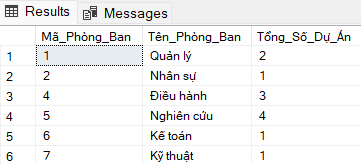 Results Messages
Mã_Phòng_Ban Tên_Phòng_Ban Tổng_Số_Dự_Án
1 1 Quản lý 2
2 2 Nhân sự 1
3 4 Điều hành 3
4 5 Nghiên cứu 4
5 6 Kế toán 1
6 7 Kỹ thuật 1